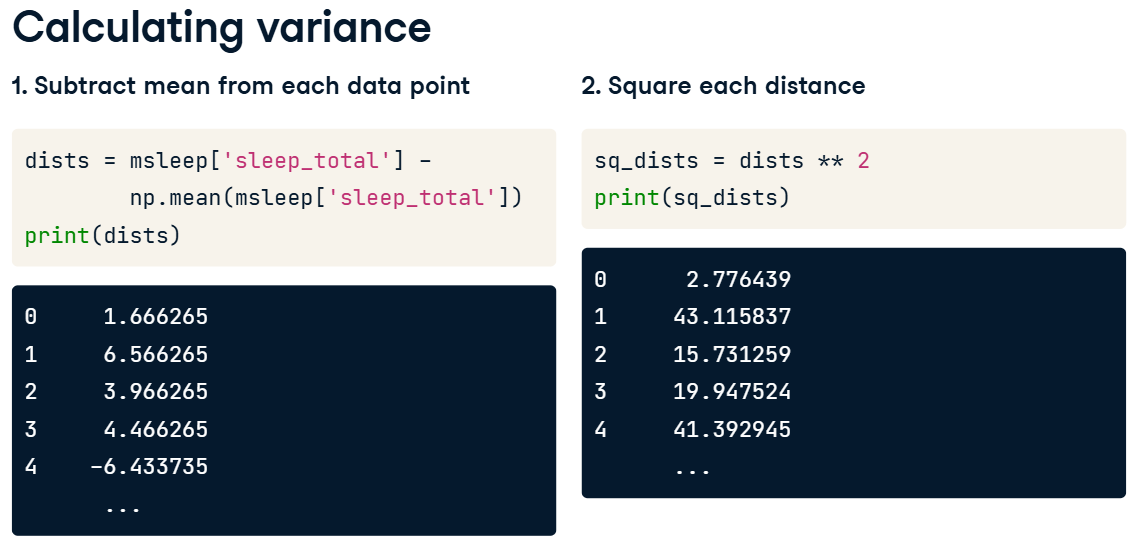 Calculating variance
1. Subtract mean from each data point
dists = msleep['sleep_total'] -
        np.mean(msleep['sleep_total'])
print(dists)
0     1.666265
1     6.566265
2     3.966265
3     4.466265
4    -6.433735
      ...
2. Square each distance
sq_dists = dists ** 2
print(sq_dists)
0      2.776439
1     43.115837
2     15.731259
3     19.947524
4     41.392945
      ...